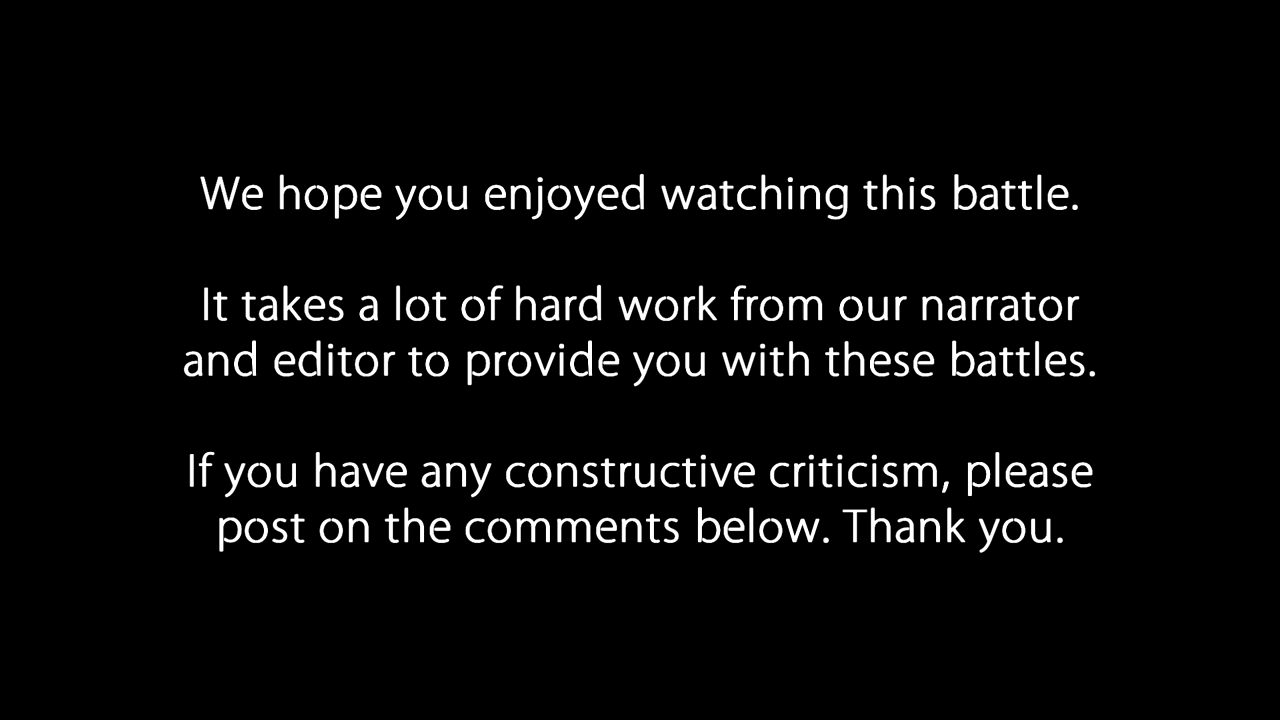 We hope you enjoyed watching this battle.
It takes a lot of hard work from our narrator
and editor to provide you with these battles.
If you have any constructive criticism, please
post on the comments below. Thank you.